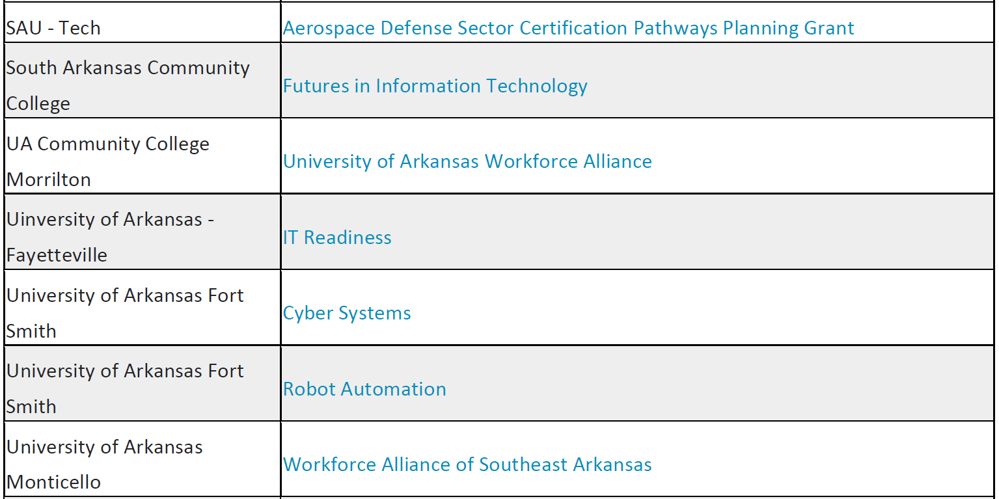 SAU - Tech
Aerospace Defense Sector Certification Pathways Planning Grant
South Arkansas Community
College
Futures in Information Technology
UA Community College
Morrilton
University of Arkansas Workforce Alliance
Uinversity of Arkansas -
Fayetteville
IT Readiness
University of Arkansas Fort
Smith
Cyber Systems
University of Arkansas Fort
Smith
Robot Automation
University of Arkansas
Monticello
Workforce Alliance of Southeast Arkansas